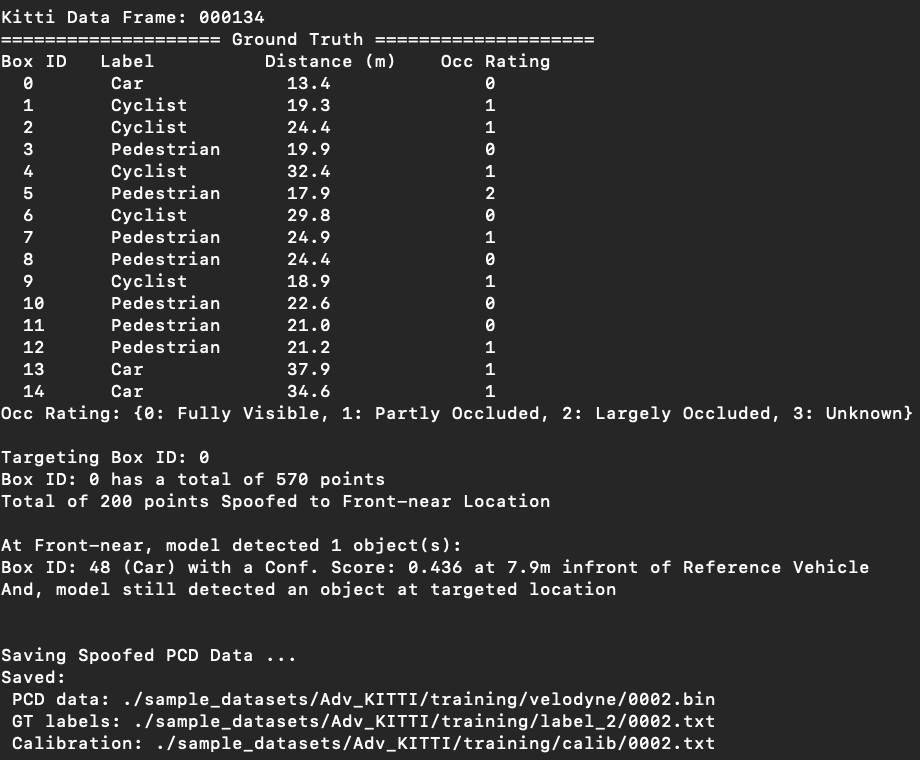 Kitti Data Frame: 000134
==================== Ground Truth ====================
Box ID   Label          Distance (m)    Occ Rating
  0       Car             13.4              0
  1       Cyclist         19.3              1
  2       Cyclist         24.4              1
  3       Pedestrian      19.9              0
  4       Cyclist         32.4              1
  5       Pedestrian      17.9              2
  6       Cyclist         29.8              0
  7       Pedestrian      24.9              1
  8       Pedestrian      24.4              0
  9       Cyclist         18.9              1
  10      Pedestrian      22.6              0
  11      Pedestrian      21.0              0
  12      Pedestrian      21.2              1
  13      Car             37.9              1
  14      Car             34.6              1
Occ Rating: {0: Fully Visible, 1: Partly Occluded, 2: Largely Occluded, 3: Unknown}

Targeting Box ID: 0
Box ID: 0 has a total of 570 points
Total of 200 points Spoofed to Front-near Location

At Front-near, model detected 1 object(s):
Box ID: 48 (Car) with a Conf. Score: 0.436 at 7.9m infront of Reference Vehicle
And, model still detected an object at targeted location

Saving Spoofed PCD Data ...
Saved:
 PCD data: ./sample_datasets/Adv_KITTI/training/velodyne/0002.bin
 GT labels: ./sample_datasets/Adv_KITTI/training/label_2/0002.txt
 Calibration: ./sample_datasets/Adv_KITTI/training/calib/0002.txt